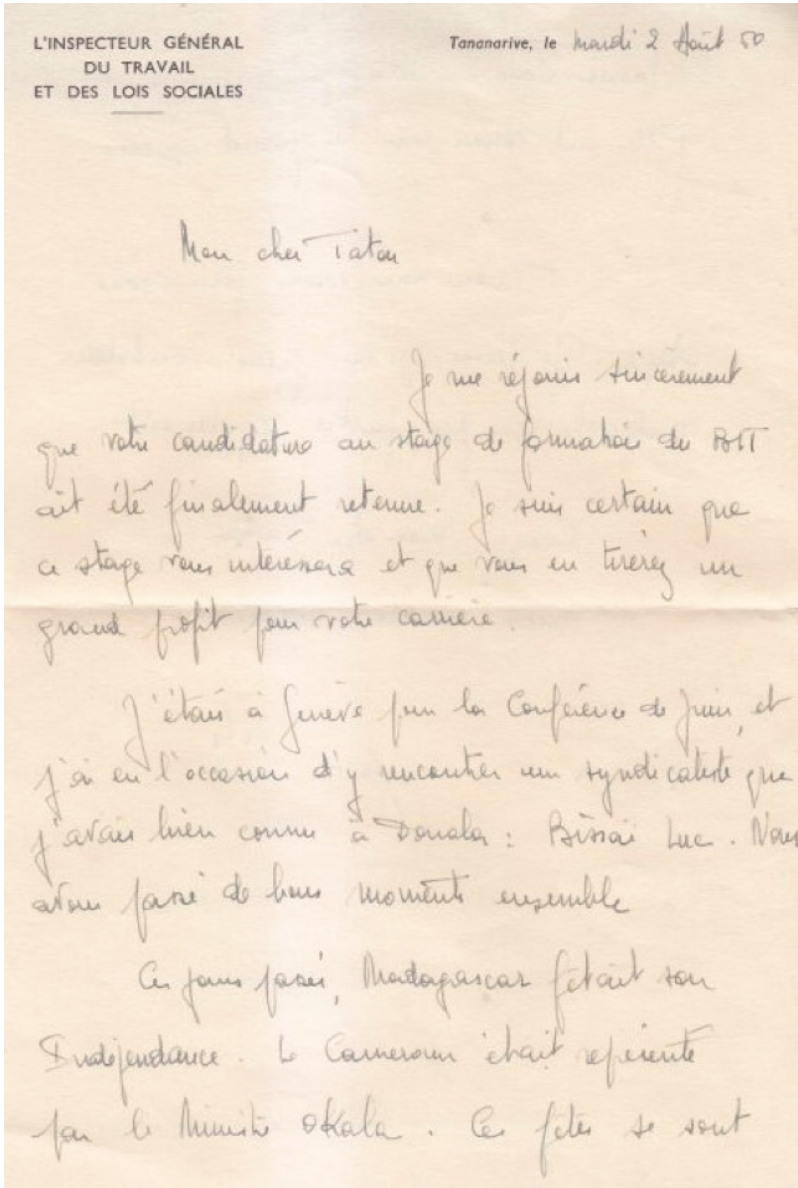 L'INSPECTEUR GÉNÉRAL
DU TRAVAIL
ET DES LOIS SOCIALES
Tananarive, le Mardi 2 Août 60
Mon cher Tatou
Je me réjouis sincèrement
que votre candidature au stage de formation du BIT
ait été finalement retenue. Je suis certain que
ce stage vous intéressera et que vous en tirerez un
grand profit pour votre carrière.
J'étais à Genève pour la Conférence de Juin, et
j'ai eu l'occasion d'y rencontrer un syndicaliste que
j'avais bien connu à Douala : Bissai Luc. Nous
avons passé de bons moments ensemble
Ces jours passés, Madagascar fêtait son
Indépendance. Le Cameroun était représenté
par le Ministre Okala. Ces fêtes se sont